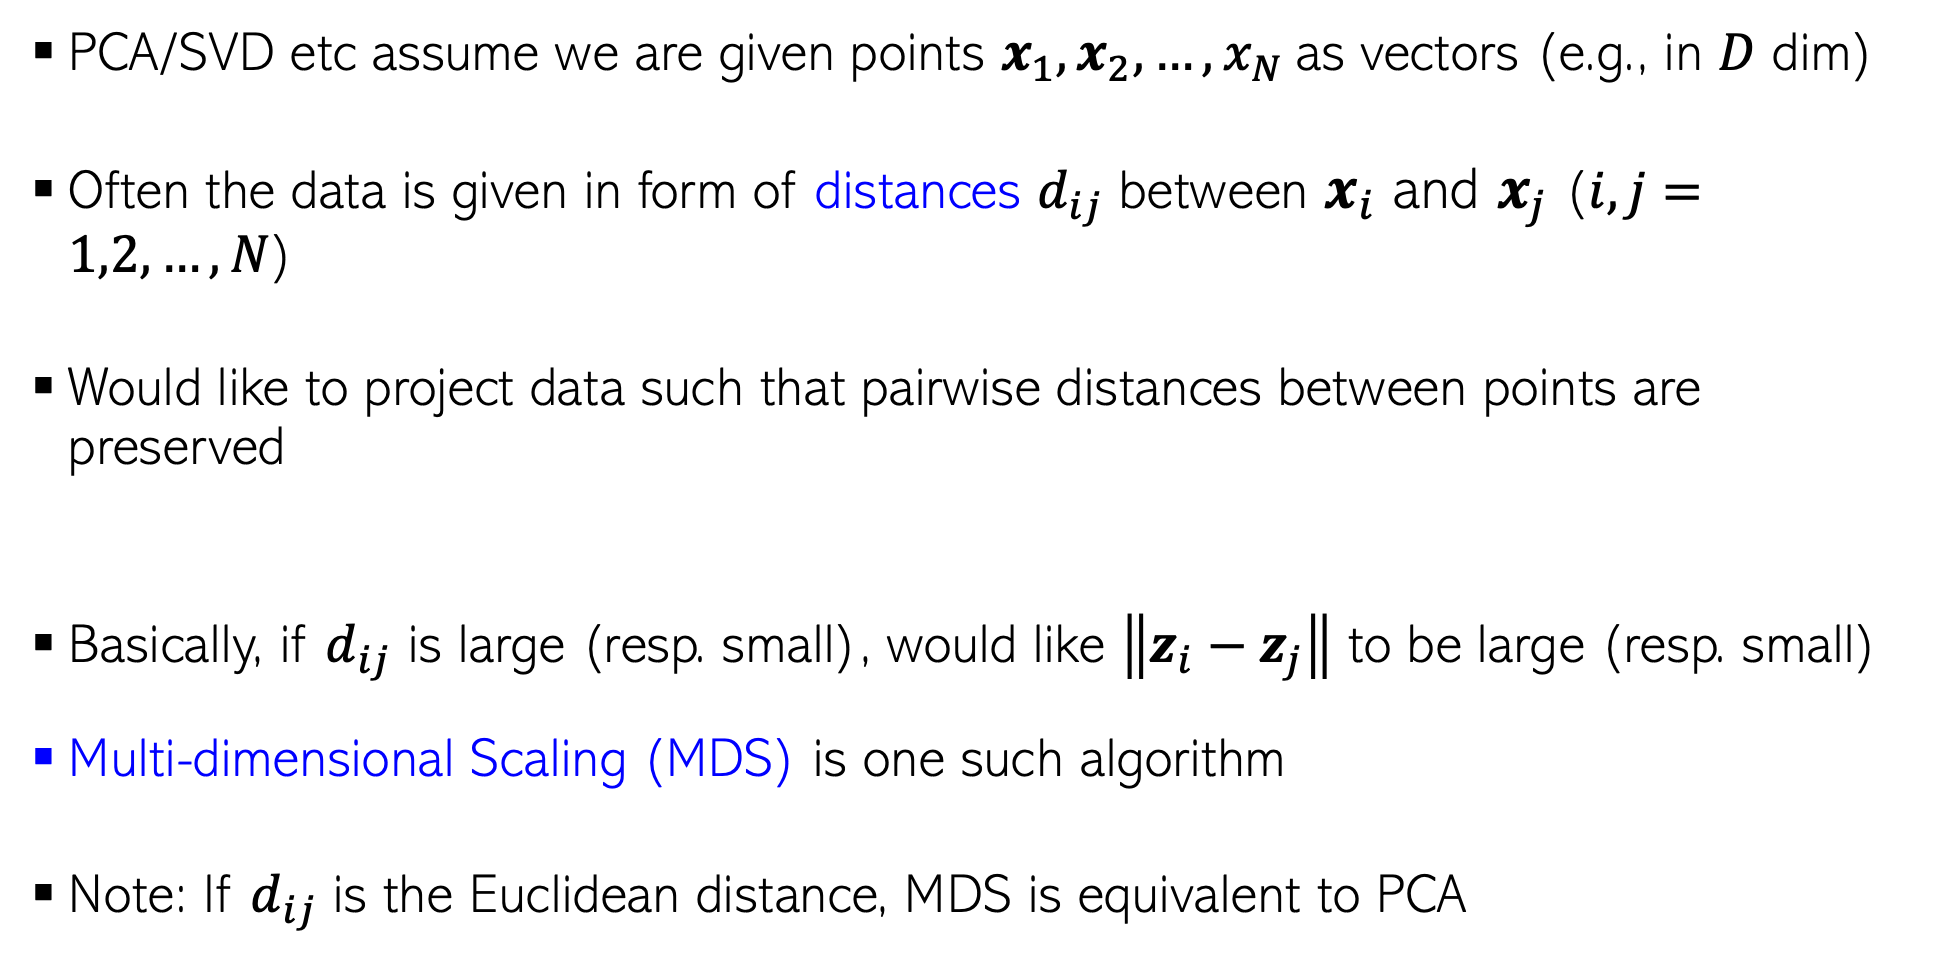 ▪ PCA/SVD etc assume we are given points x₁, x₂, ..., x_N as vectors (e.g., in D dim)
▪ Often the data is given in form of distances d_ij between x_i and x_j (i, j =
1,2, ..., N)
▪ Would like to project data such that pairwise distances between points are
preserved
▪ Basically, if d_ij is large (resp. small), would like ‖z_i − z_j‖ to be large (resp. small)
▪ Multi-dimensional Scaling (MDS) is one such algorithm
▪ Note: If d_ij is the Euclidean distance, MDS is equivalent to PCA